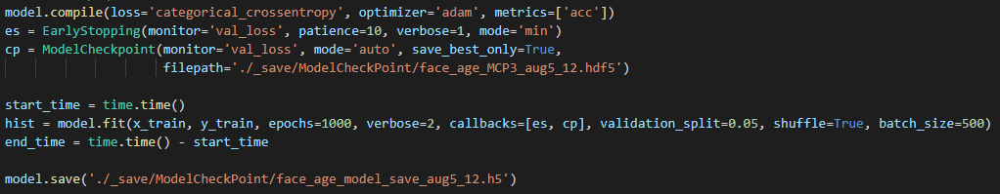 model.compile(loss='categorical_crossentropy', optimizer='adam', metrics=['acc'])
es = EarlyStopping(monitor='val_loss', patience=10, verbose=1, mode='min')
cp = ModelCheckpoint(monitor='val_loss', mode='auto', save_best_only=True,
filepath='./_save/ModelCheckPoint/face_age_MCP3_aug5_12.hdf5')
start_time = time.time()
hist = model.fit(x_train, y_train, epochs=1000, verbose=2, callbacks=[es, cp], validation_split=0.05, shuffle=True, batch_size=500)
end_time = time.time() - start_time
model.save('./_save/ModelCheckPoint/face_age_model_save_aug5_12.h5')